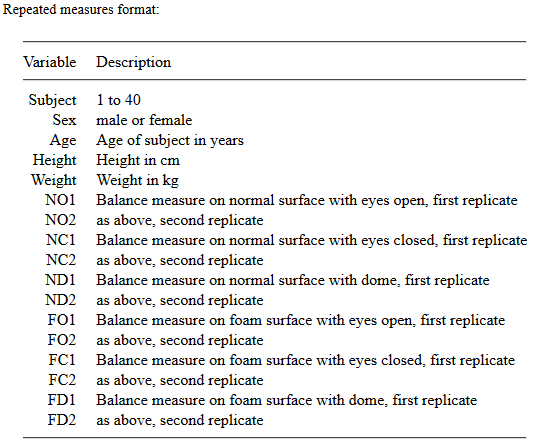 Repeated measures format:
Variable Description
Subject 1 to 40
Sex male or female
Age Age of subject in years
Height Height in cm
Weight Weight in kg
NO1 Balance measure on normal surface with eyes open, first replicate
NO2 as above, second replicate
NC1 Balance measure on normal surface with eyes closed, first replicate
NC2 as above, second replicate
ND1 Balance measure on normal surface with dome, first replicate
ND2 as above, second replicate
FO1 Balance measure on foam surface with eyes open, first replicate
FO2 as above, second replicate
FC1 Balance measure on foam surface with eyes closed, first replicate
FC2 as above, second replicate
FD1 Balance measure on foam surface with dome, first replicate
FD2 as above, second replicate